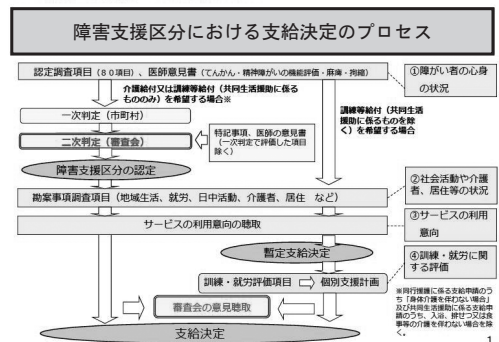 障害支援区分における支給決定のプロセス
認定調査項目(80項目)、医師意見書(てんかん・精神障がいの機能評価・麻痺・拘縮)
①障がい者の心身
の状況
介護給付又は訓練等給付(共同生活援助に係る
もののみ)を希望する場合※
訓練等給付(共同生活
援助に係るものを除
く)を希望する場合
一次判定(市町村)
二次判定(審査会)
特記事項、医師の意見書
(一次判定で評価した項目
除く)
障害支援区分の認定
②社会活動や介護
者、居住等の状況
勘案事項調査項目(地域生活、就労、日中活動、介護者、居住 など)
③サービスの利用
意向
サービスの利用意向の聴取
暫定支給決定
④訓練・就労に関
する評価
訓練・就労評価項目
個別支援計画
審査会の意見聴取
支給決定
※同行援護に係る支給申請のう
ち「身体介護を伴わない場合」
及び共同生活援助に係る支給申
請のうち、入浴、排せつ又は食
事等の介護を伴わない場合を除
く。
1